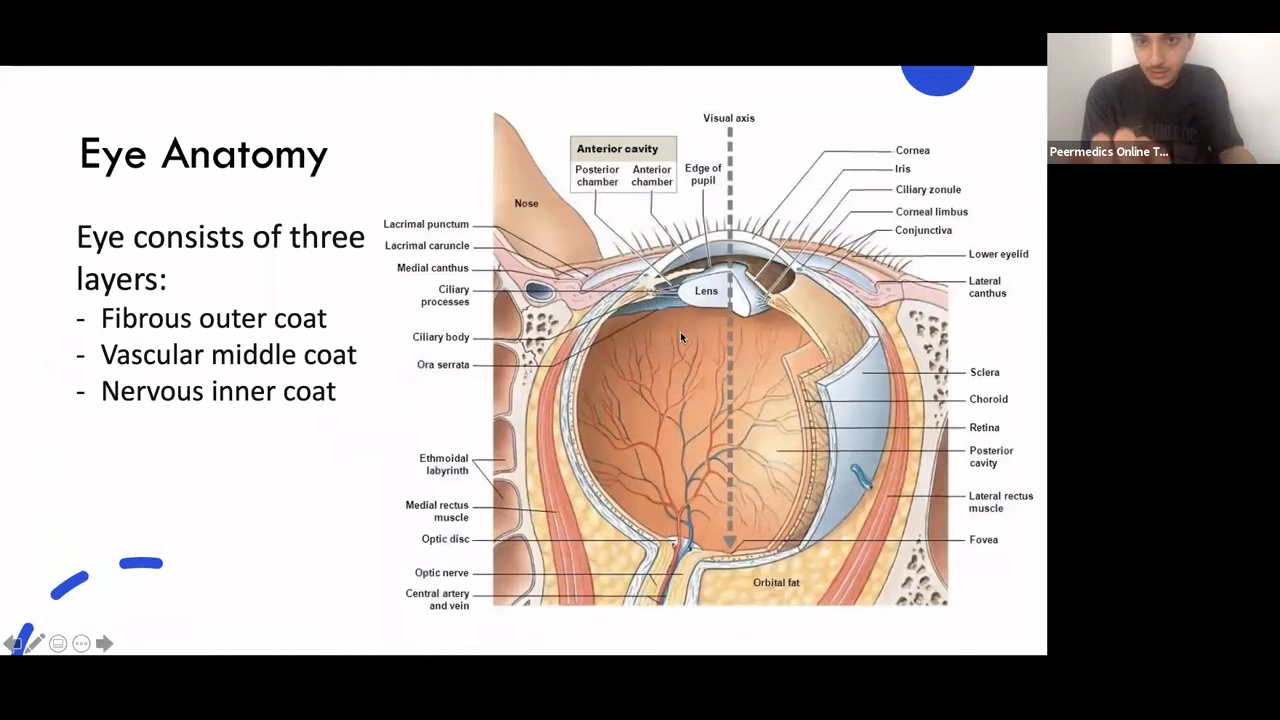 Eye Anatomy
Eye consists of three
layers:
- Fibrous outer coat
- Vascular middle coat
- Nervous inner coat
Visual axis
Anterior cavity
Posterior
chamber
Anterior
chamber
Edge of
pupil
Nose
Lens
Lacrimal punctum
Lacrimal caruncle
Medial canthus
Ciliary
processes
Ciliary body
Ora serrata
Ethmoidal
labyrinth
Medial rectus
muscle
Optic disc
Optic nerve
Central artery
and vein
Cornea
Iris
Ciliary zonule
Corneal limbus
Conjunctiva
Lower eyelid
Lateral
canthus
Sclera
Choroid
Retina
Posterior
cavity
Lateral rectus
muscle
Fovea
Orbital fat
Peermedics Online T...